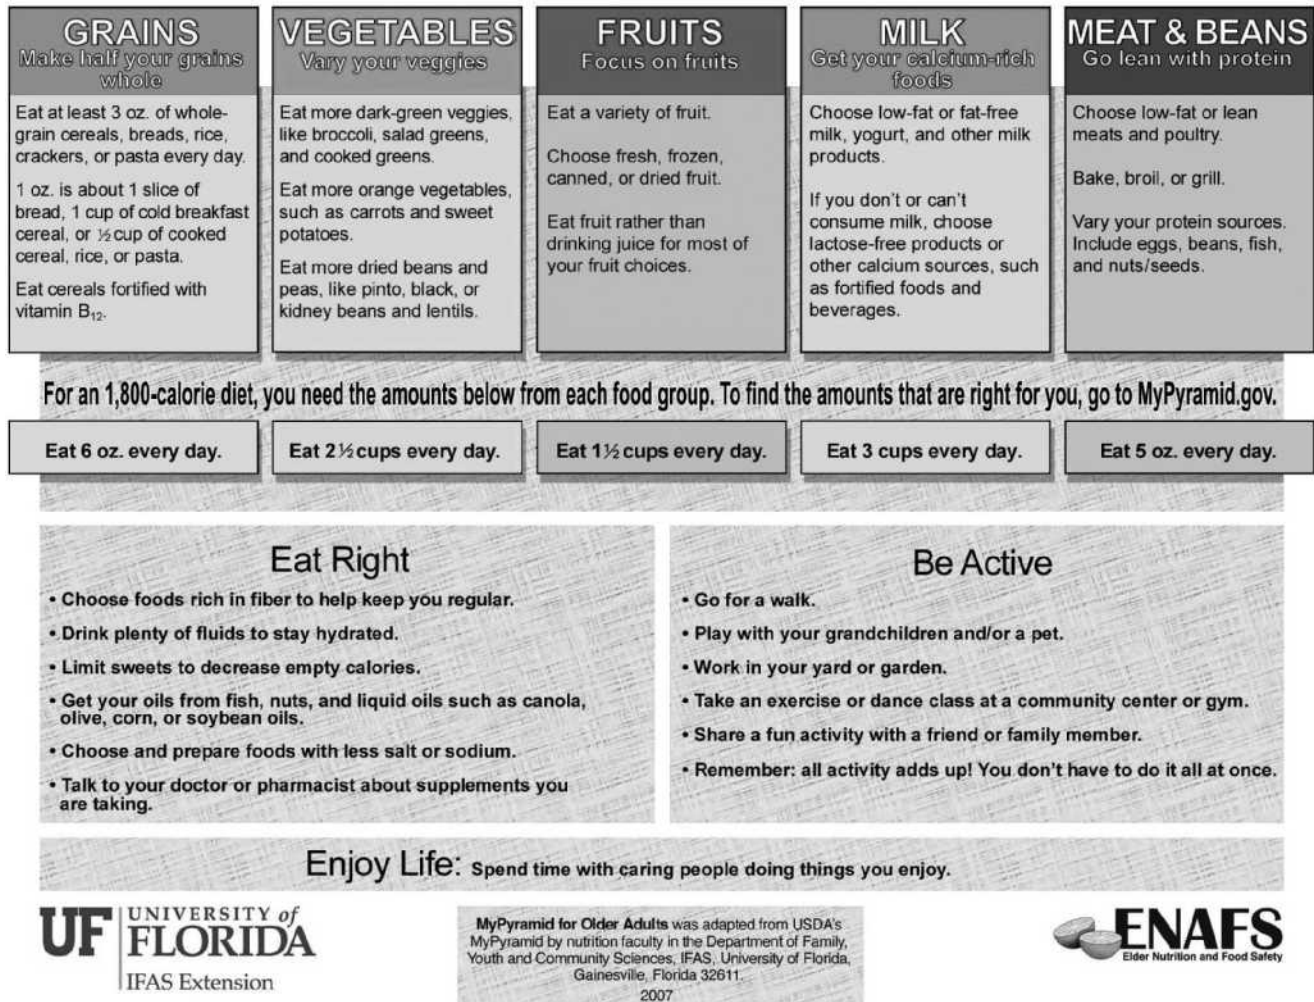 GRAINS
Make half your grains
whole
Eat at least 3 oz. of whole-
grain cereals, breads, rice,
crackers, or pasta every day.
1 oz. is about 1 slice of
bread, 1 cup of cold breakfast
cereal, or ½ cup of cooked
cereal, rice, or pasta.
Eat cereals fortified with
vitamin B₁₂.
VEGETABLES
Vary your veggies
Eat more dark-green veggies,
like broccoli, salad greens,
and cooked greens.
Eat more orange vegetables,
such as carrots and sweet
potatoes.
Eat more dried beans and
peas, like pinto, black, or
kidney beans and lentils.
FRUITS
Focus on fruits
Eat a variety of fruit.
Choose fresh, frozen,
canned, or dried fruit.
Eat fruit rather than
drinking juice for most of
your fruit choices.
MILK
Get your calcium-rich
foods
Choose low-fat or fat-free
milk, yogurt, and other milk
products.
If you don't or can't
consume milk, choose
lactose-free products or
other calcium sources, such
as fortified foods and
beverages.
MEAT & BEANS
Go lean with protein
Choose low-fat or lean
meats and poultry.
Bake, broil, or grill.
Vary your protein sources.
Include eggs, beans, fish,
and nuts/seeds.
For an 1,800-calorie diet, you need the amounts below from each food group. To find the amounts that are right for you, go to MyPyramid.gov.
Eat 6 oz. every day.
Eat 2½ cups every day.
Eat 1½ cups every day.
Eat 3 cups every day.
Eat 5 oz. every day.
Eat Right
• Choose foods rich in fiber to help keep you regular.
• Drink plenty of fluids to stay hydrated.
• Limit sweets to decrease empty calories.
• Get your oils from fish, nuts, and liquid oils such as canola,
olive, corn, or soybean oils.
• Choose and prepare foods with less salt or sodium.
• Talk to your doctor or pharmacist about supplements you
are taking.
Be Active
• Go for a walk.
• Play with your grandchildren and/or a pet.
• Work in your yard or garden.
• Take an exercise or dance class at a community center or gym.
• Share a fun activity with a friend or family member.
• Remember: all activity adds up! You don't have to do it all at once.
Enjoy Life: Spend time with caring people doing things you enjoy.
UF UNIVERSITY of
FLORIDA
IFAS Extension
MyPyramid for Older Adults was adapted from USDA's
MyPyramid by nutrition faculty in the Department of Family,
Youth and Community Sciences, IFAS, University of Florida,
Gainesville, Florida 32611.
2007
ENAFS
Elder Nutrition and Food Safety